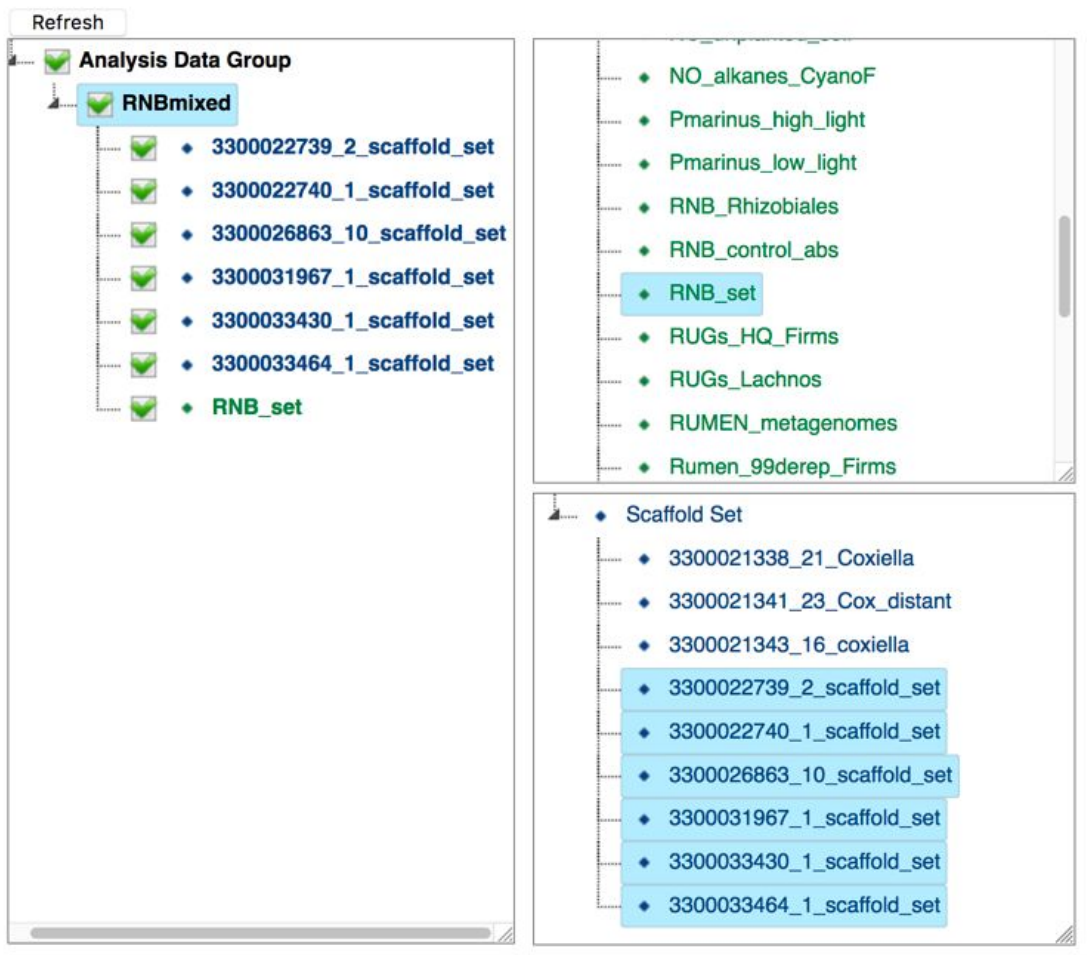 Refresh
Analysis Data Group
RNBmixed
3300022739_2_scaffold_set
3300022740_1_scaffold_set
3300026863_10_scaffold_set
3300031967_1_scaffold_set
3300033430_1_scaffold_set
3300033464_1_scaffold_set
RNB_set
NO_alkanes_CyanoF
Pmarinus_high_light
Pmarinus_low_light
RNB_Rhizobiales
RNB_control_abs
RNB_set
RUGs_HQ_Firms
RUGs_Lachnos
RUMEN_metagenomes
Rumen_99derep_Firms
Scaffold Set
3300021338_21_Coxiella
3300021341_23_Cox_distant
3300021343_16_coxiella
3300022739_2_scaffold_set
3300022740_1_scaffold_set
3300026863_10_scaffold_set
3300031967_1_scaffold_set
3300033430_1_scaffold_set
3300033464_1_scaffold_set